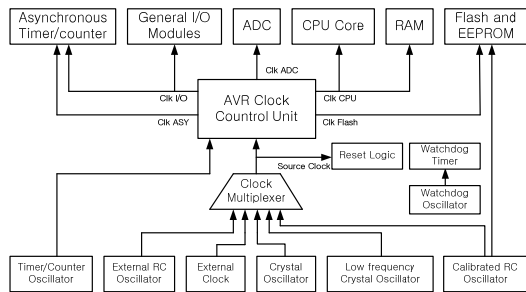 Asynchronous
Timer/counter
General I/O
Modules
ADC
CPU Core
RAM
Flash and
EEPROM
Clk ADC
Clk I/O
Clk CPU
Clk ASY
Clk Flash
AVR Clock
Countrol Unit
Source Clock
Reset Logic
Watchdog
Timer
Clock
Multiplexer
Watchdog
Oscillator
Timer/Counter
Oscillator
External RC
Oscillator
External
Clock
Crystal
Oscillator
Low frequency
Crystal Oscillator
Calibrated RC
Oscillator